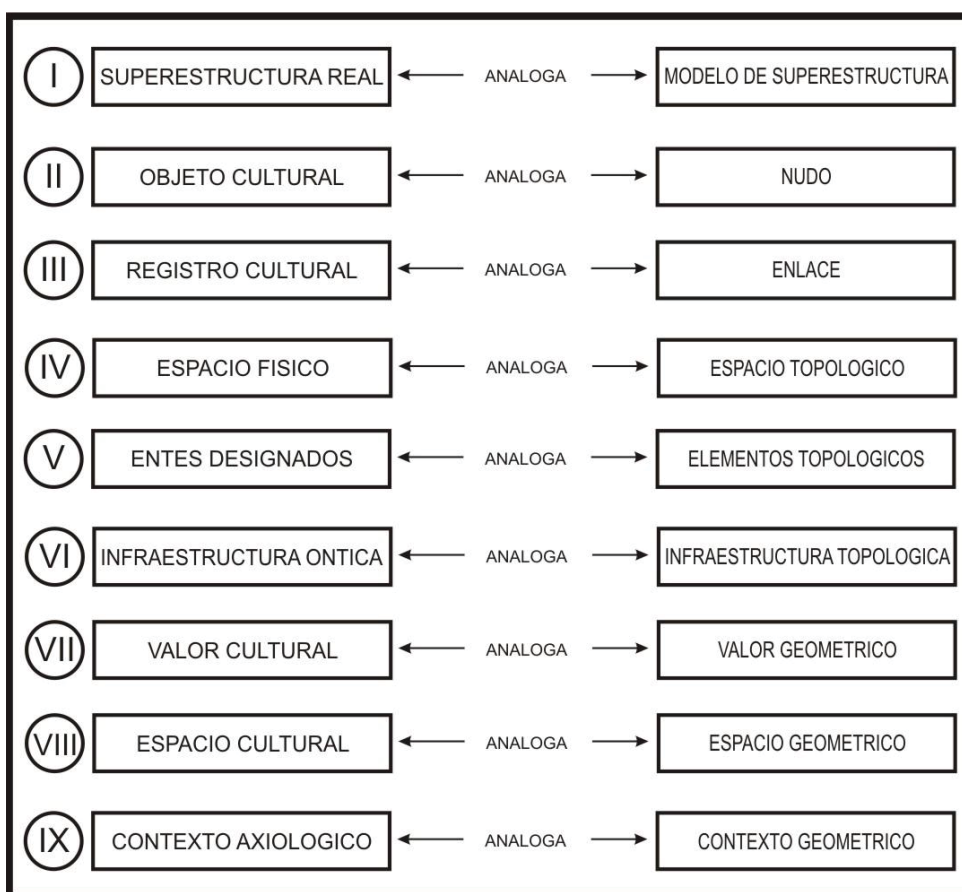 I SUPERESTRUCTURA REAL ANALOGA MODELO DE SUPERESTRUCTURA
II OBJETO CULTURAL ANALOGA NUDO
III REGISTRO CULTURAL ANALOGA ENLACE
IV ESPACIO FISICO ANALOGA ESPACIO TOPOLOGICO
V ENTES DESIGNADOS ANALOGA ELEMENTOS TOPOLOGICOS
VI INFRAESTRUCTURA ONTICA ANALOGA INFRAESTRUCTURA TOPOLOGICA
VII VALOR CULTURAL ANALOGA VALOR GEOMETRICO
VIII ESPACIO CULTURAL ANALOGA ESPACIO GEOMETRICO
IX CONTEXTO AXIOLOGICO ANALOGA CONTEXTO GEOMETRICO